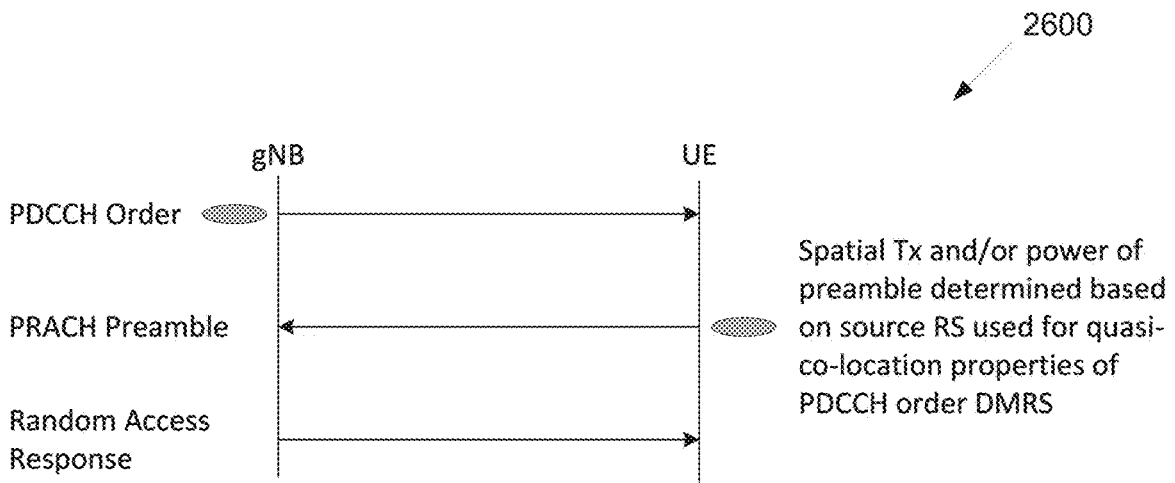 2600
gNB
UE
PDCCH Order
PRACH Preamble
Spatial Tx and/or power of
preamble determined based
on source RS used for quasi-
co-location properties of
PDCCH order DMRS
Random Access
Response